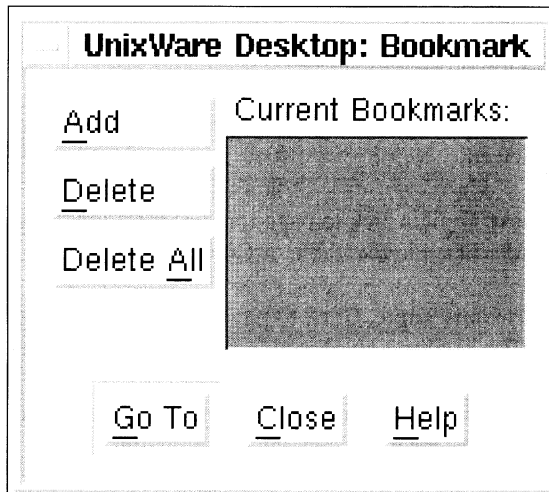 UnixWare Desktop: Bookmark
Add
Current Bookmarks:
Delete
Delete All
Go To
Close
Help